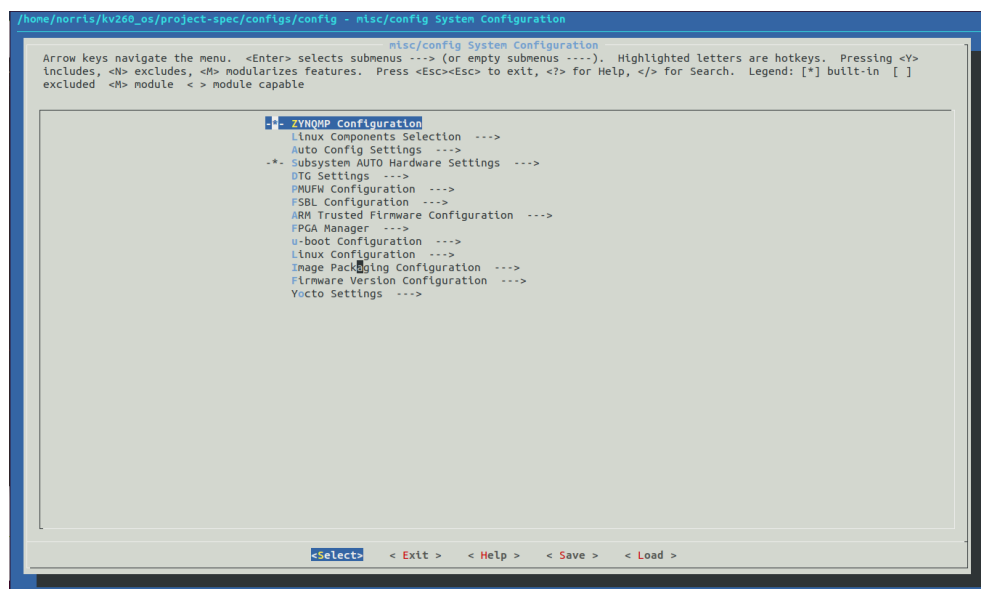 /home/norris/kv260_os/project-spec/configs/config - misc/config System Configuration
misc/config System Configuration
Arrow keys navigate the menu.  <Enter> selects submenus ---> (or empty submenus ----).  Highlighted letters are hotkeys.  Pressing <Y>
includes, <N> excludes, <M> modularizes features.  Press <Esc><Esc> to exit, <?> for Help, </> for Search.  Legend: [*] built-in  [ ]
excluded  <M> module  < > module capable
-*- ZYNQMP Configuration
Linux Components Selection  --->
Auto Config Settings  --->
-*- Subsystem AUTO Hardware Settings  --->
DTG Settings  --->
PMUFW Configuration  --->
FSBL Configuration  --->
ARM Trusted Firmware Configuration  --->
FPGA Manager  --->
u-boot Configuration  --->
Linux Configuration  --->
Image Packaging Configuration  --->
Firmware Version Configuration  --->
Yocto Settings  --->
<Select>    < Exit >    < Help >    < Save >    < Load >